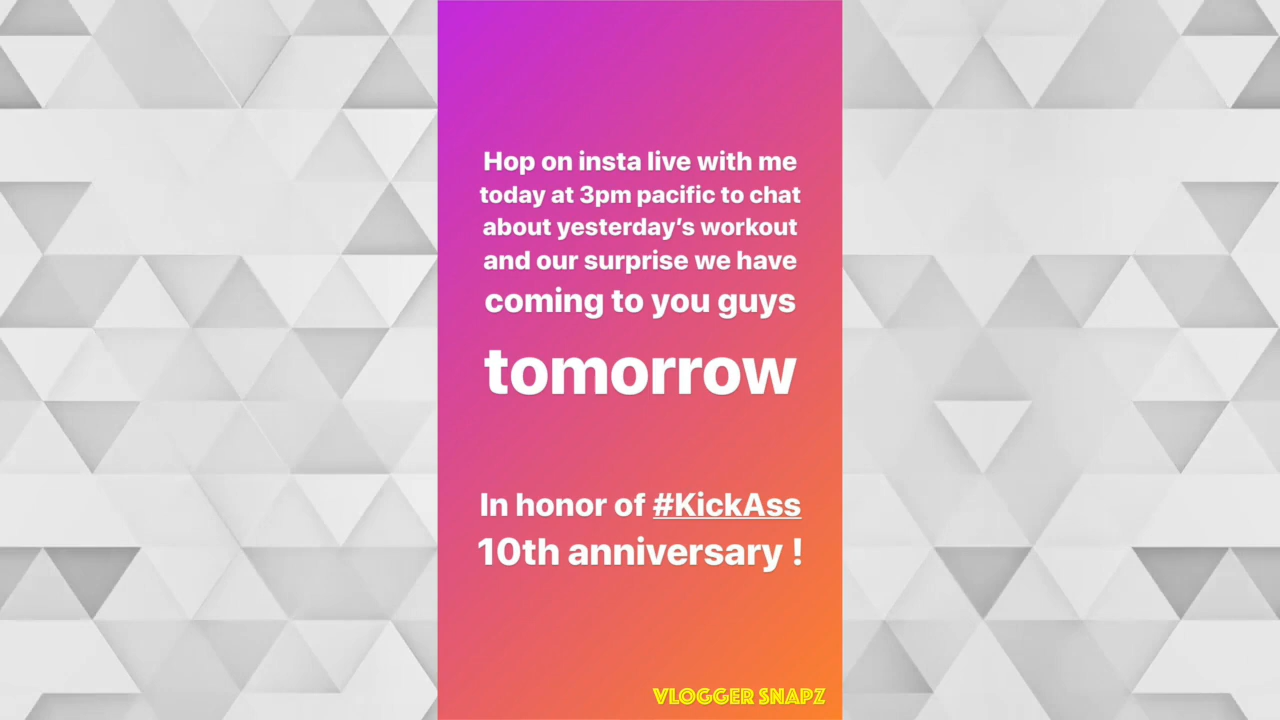 Hop on insta live with me
today at 3pm pacific to chat
about yesterday's workout
and our surprise we have
coming to you guys
tomorrow
In honor of #KickAss
10th anniversary !
VLOGGER SNAPZ